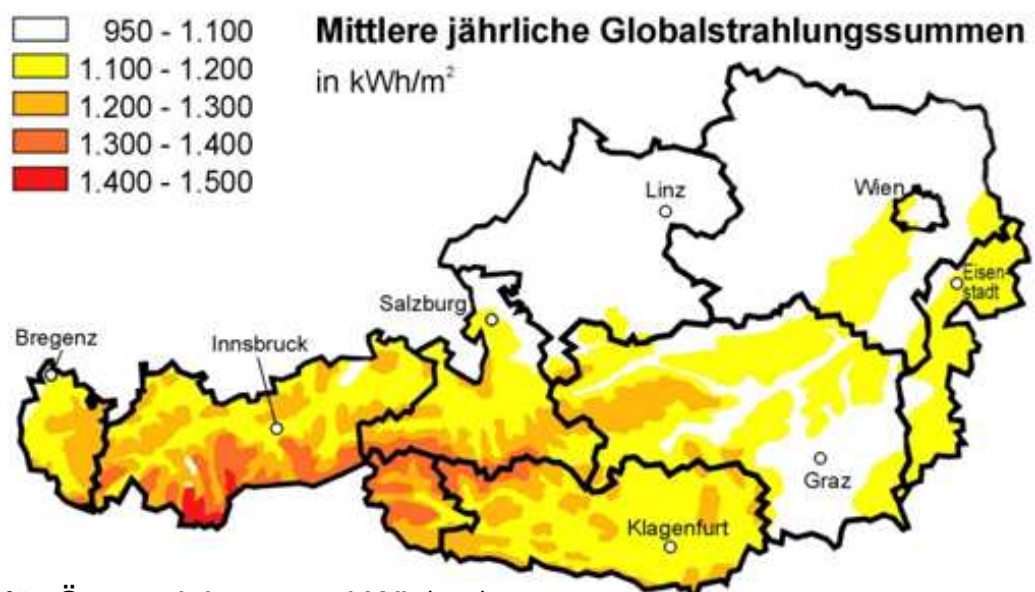 Mittlere jährliche Globalstrahlungssummen
in kWh/m²
950 - 1.100
1.100 - 1.200
1.200 - 1.300
1.300 - 1.400
1.400 - 1.500
Linz
Wien
Eisen-
stadt
Salzburg
Bregenz
Innsbruck
Graz
Klagenfurt